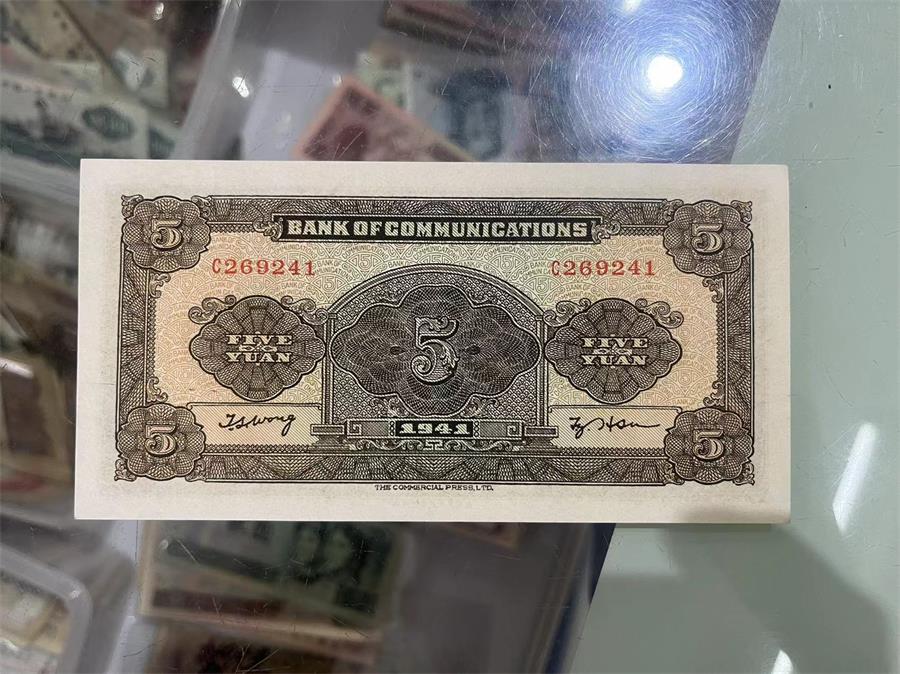 5 BANK OF COMMUNICATIONS 5
C269241 C269241
FIVE YUAN 5 FIVE YUAN
1941
5 5
THE COMMERCIAL PRESS, LTD.